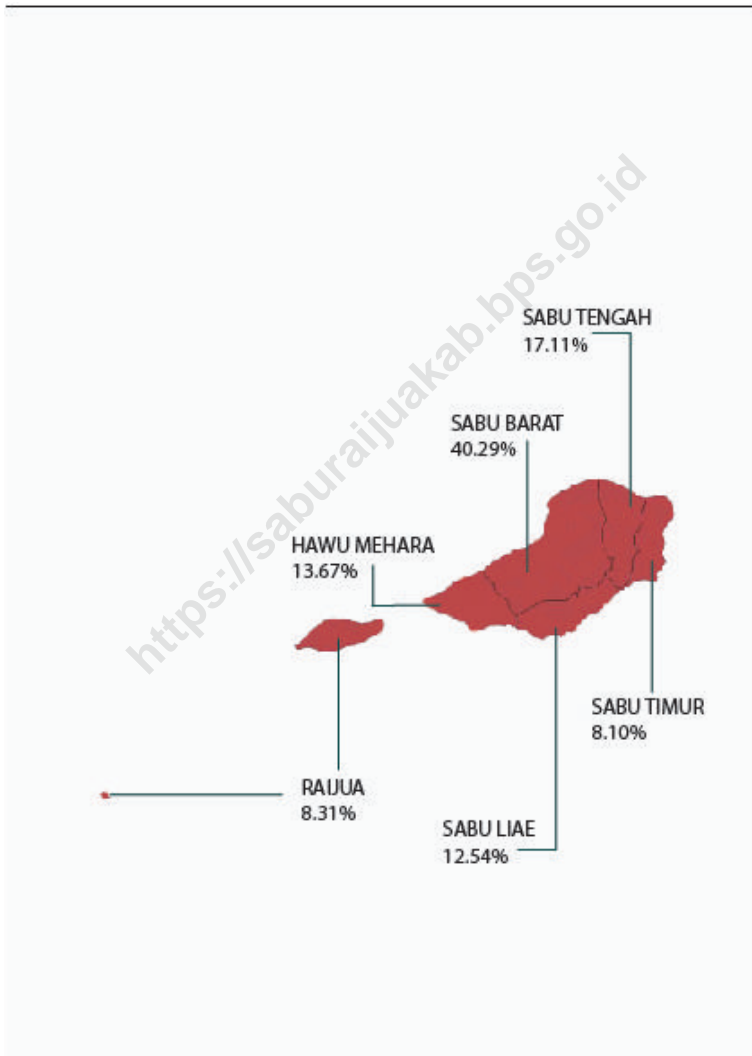 https://saburaijuakab.bps.go.id
SABU TENGAH
17.11%
SABU BARAT
40.29%
HAWU MEHARA
13.67%
SABU TIMUR
8.10%
RAIJUA
8.31%
SABU LIAE
12.54%